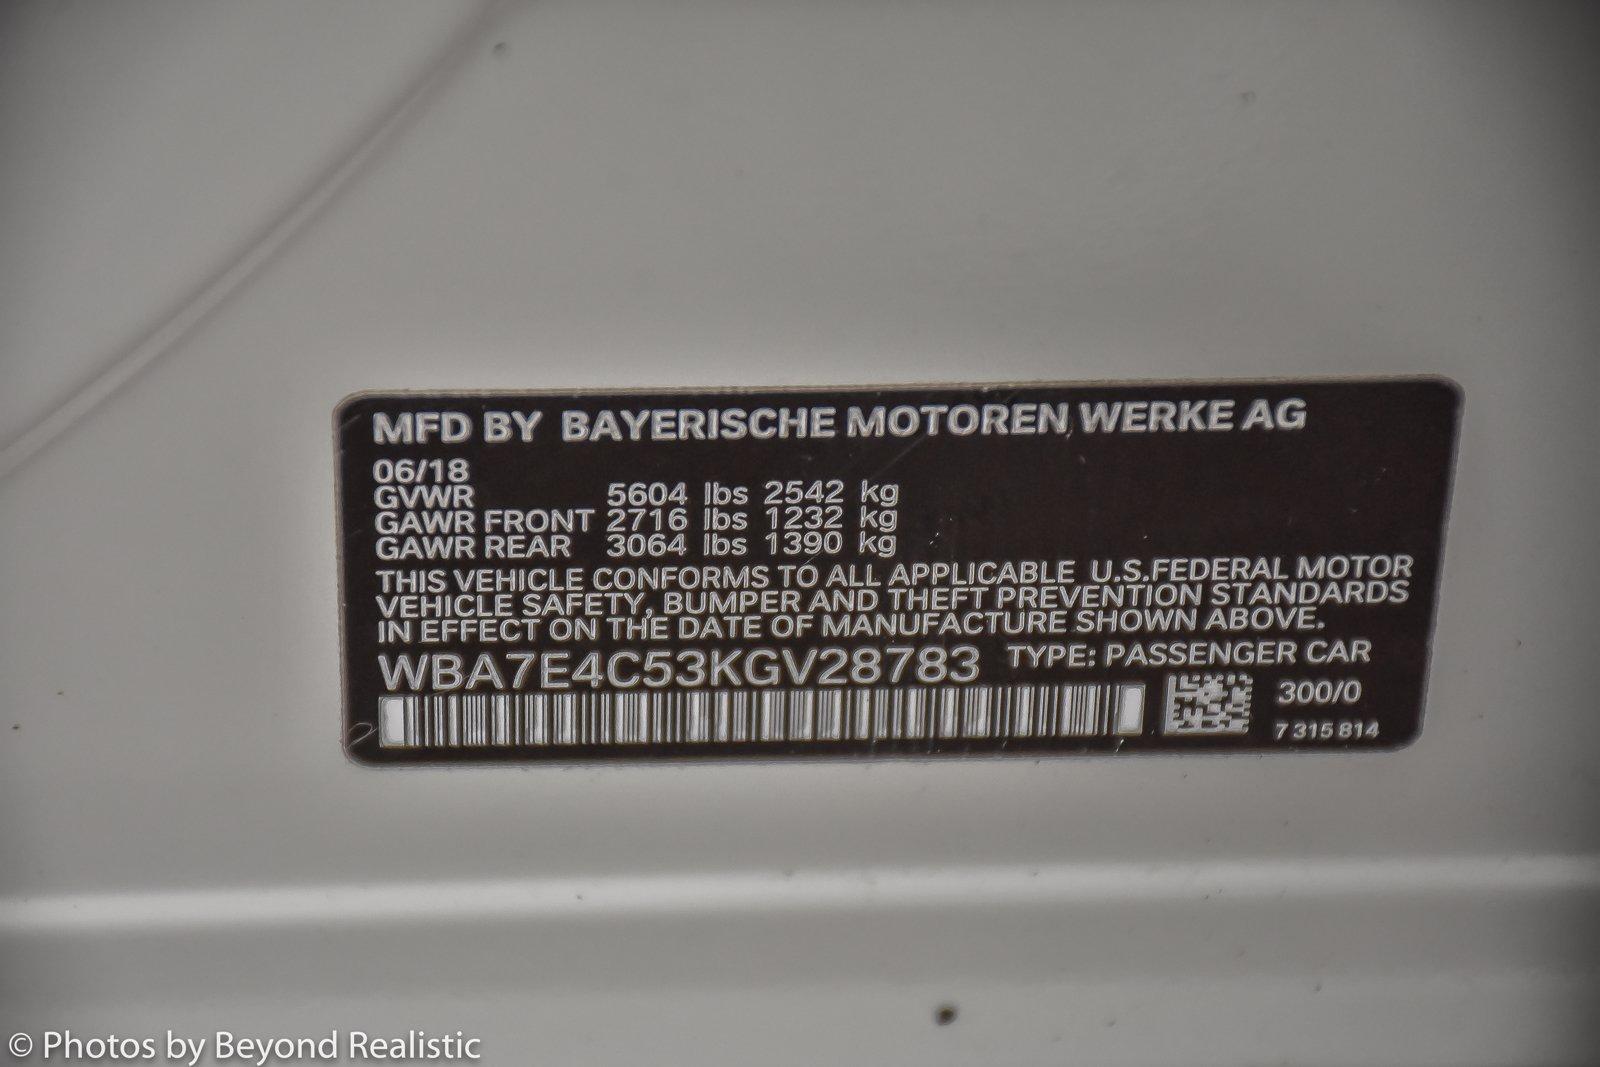 MFD BY BAYERISCHE MOTOREN WERKE AG
06/18
GVWR 5604 lbs 2542 kg
GAWR FRONT 2716 lbs 1232 kg
GAWR REAR 3064 lbs 1390 kg
THIS VEHICLE CONFORMS TO ALL APPLICABLE U.S.FEDERAL MOTOR
VEHICLE SAFETY, BUMPER AND THEFT PREVENTION STANDARDS
IN EFFECT ON THE DATE OF MANUFACTURE SHOWN ABOVE.
WBA7E4C53KGV28783 TYPE: PASSENGER CAR
300/0
7 315 814
© Photos by Beyond Realistic